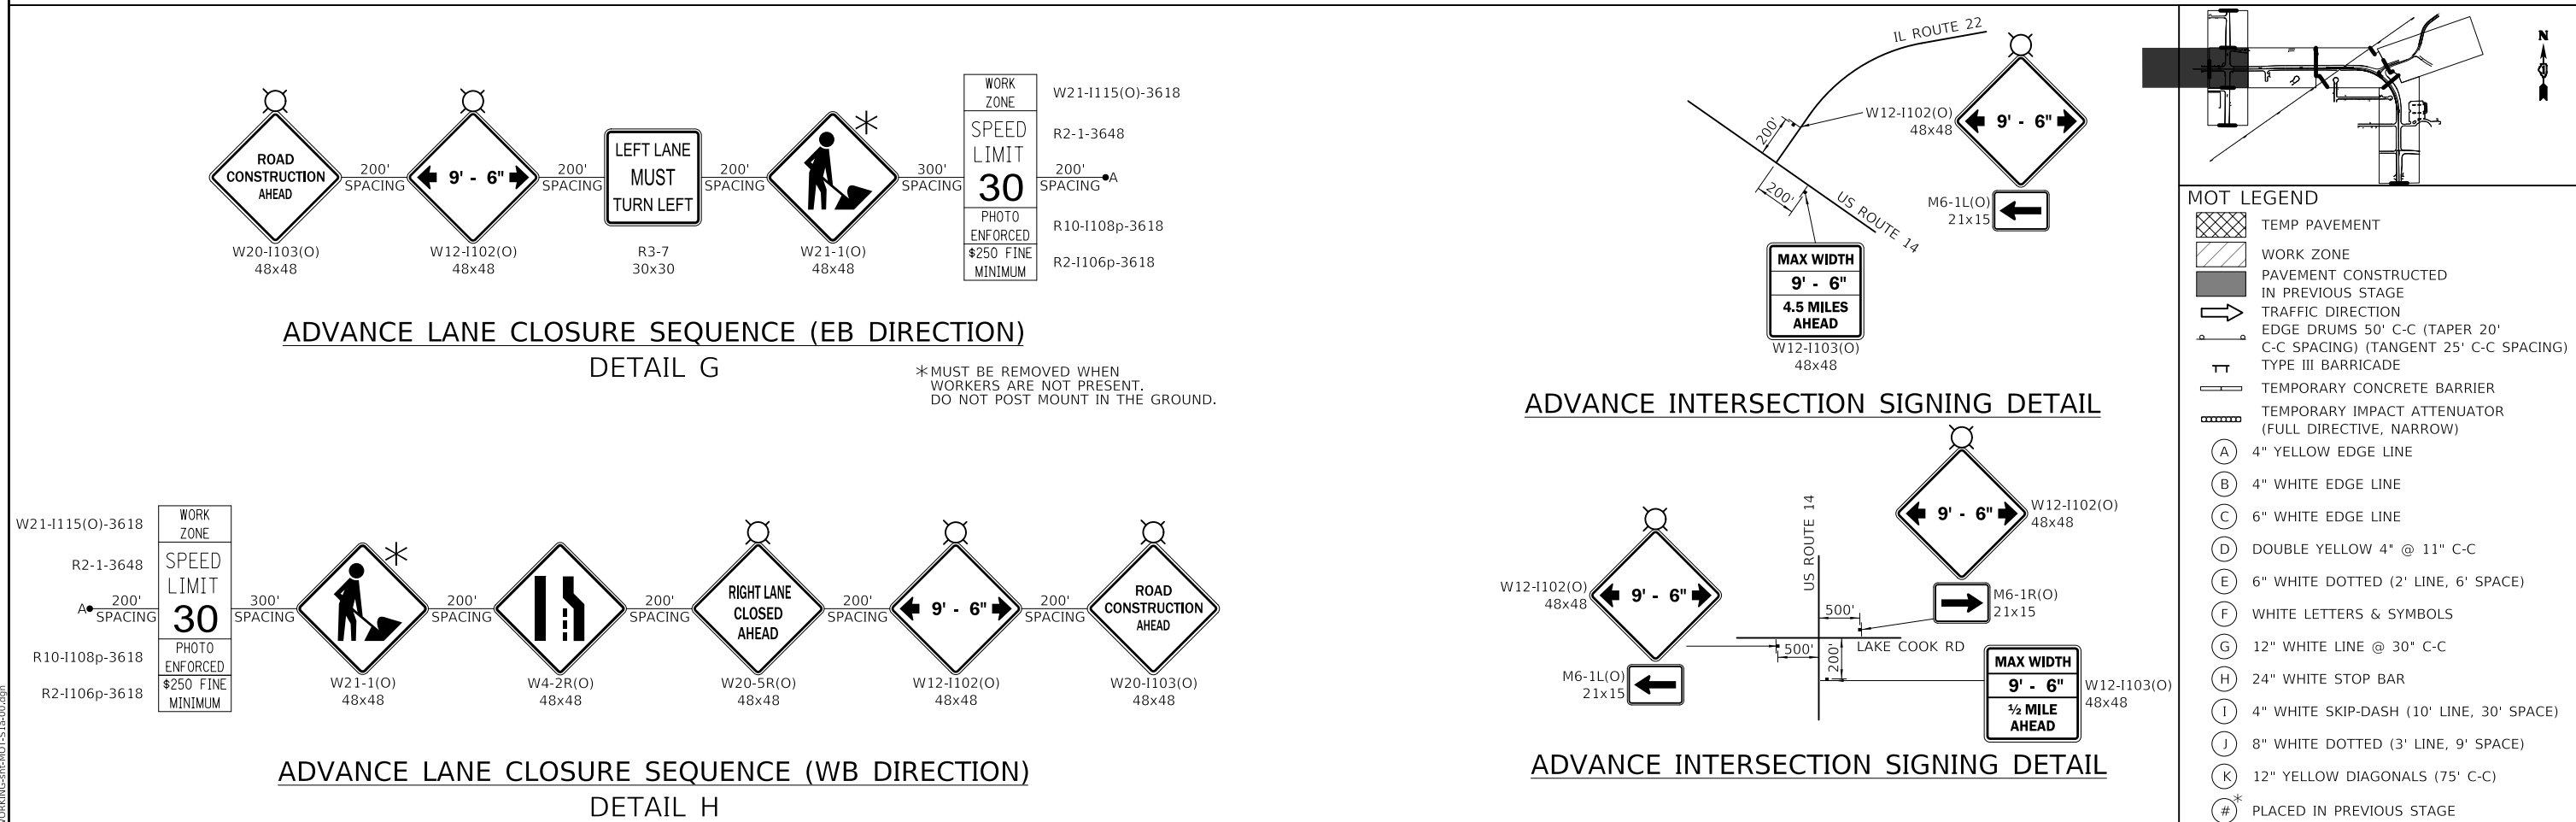 ROAD
CONSTRUCTION
AHEAD
W20-I103(O)
48x48
200'
SPACING
9' - 6"
W12-I102(O)
48x48
200'
SPACING
LEFT LANE
MUST
TURN LEFT
R3-7
30x30
200'
SPACING
*
W21-1(O)
48x48
300'
SPACING
WORK
ZONE
SPEED
LIMIT
30
PHOTO
ENFORCED
$250 FINE
MINIMUM
200'
SPACING
A
W21-I115(O)-3618
R2-1-3648
R10-I108p-3618
R2-I106p-3618
ADVANCE LANE CLOSURE SEQUENCE (EB DIRECTION)
DETAIL G
*MUST BE REMOVED WHEN
WORKERS ARE NOT PRESENT.
DO NOT POST MOUNT IN THE GROUND.
W21-I115(O)-3618
R2-1-3648
R10-I108p-3618
R2-I106p-3618
A
200'
SPACING
WORK
ZONE
SPEED
LIMIT
30
PHOTO
ENFORCED
$250 FINE
MINIMUM
300'
SPACING
*
W21-1(O)
48x48
200'
SPACING
W4-2R(O)
48x48
200'
SPACING
RIGHT LANE
CLOSED
AHEAD
W20-5R(O)
48x48
200'
SPACING
9' - 6"
W12-I102(O)
48x48
200'
SPACING
ROAD
CONSTRUCTION
AHEAD
W20-I103(O)
48x48
ADVANCE LANE CLOSURE SEQUENCE (WB DIRECTION)
DETAIL H
IL ROUTE 22
200'
W12-I102(O)
48x48
9' - 6"
M6-1L(O)
21x15
200'
US ROUTE 14
MAX WIDTH
9' - 6"
4.5 MILES
AHEAD
W12-I103(O)
48x48
ADVANCE INTERSECTION SIGNING DETAIL
US ROUTE 14
9' - 6"
W12-I102(O)
48x48
M6-1R(O)
21x15
W12-I102(O)
48x48
9' - 6"
M6-1L(O)
21x15
500'
LAKE COOK RD
500'
200'
MAX WIDTH
9' - 6"
½ MILE
AHEAD
W12-I103(O)
48x48
ADVANCE INTERSECTION SIGNING DETAIL
N
MOT LEGEND
TEMP PAVEMENT
WORK ZONE
PAVEMENT CONSTRUCTED
IN PREVIOUS STAGE
TRAFFIC DIRECTION
EDGE DRUMS 50' C-C (TAPER 20'
C-C SPACING) (TANGENT 25' C-C SPACING)
TYPE III BARRICADE
TEMPORARY CONCRETE BARRIER
TEMPORARY IMPACT ATTENUATOR
(FULL DIRECTIVE, NARROW)
A 4" YELLOW EDGE LINE
B 4" WHITE EDGE LINE
C 6" WHITE EDGE LINE
D DOUBLE YELLOW 4" @ 11" C-C
E 6" WHITE DOTTED (2' LINE, 6' SPACE)
F WHITE LETTERS & SYMBOLS
G 12" WHITE LINE @ 30" C-C
H 24" WHITE STOP BAR
I 4" WHITE SKIP-DASH (10' LINE, 30' SPACE)
J 8" WHITE DOTTED (3' LINE, 9' SPACE)
K 12" YELLOW DIAGONALS (75' C-C)
#* PLACED IN PREVIOUS STAGE